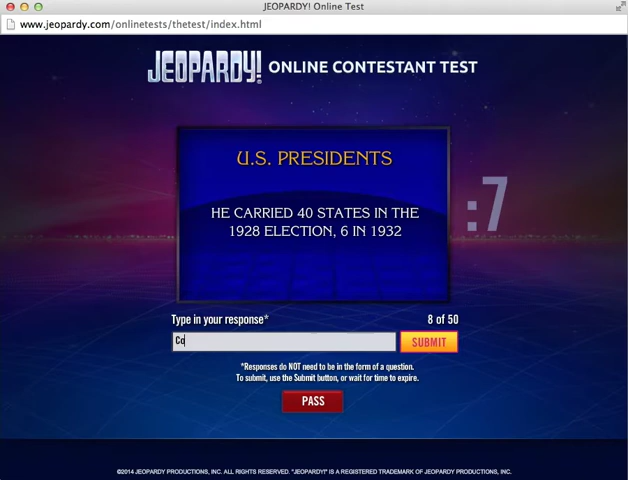 JEOPARDY! Online Test
www.jeopardy.com/onlinetests/thetest/index.html
JEOPARDY! ONLINE CONTESTANT TEST
U.S. PRESIDENTS
HE CARRIED 40 STATES IN THE
1928 ELECTION, 6 IN 1932
:7
Type in your response* 8 of 50
Co SUBMIT
*Responses do NOT need to be in the form of a question.
To submit, use the Submit button, or wait for time to expire.
PASS
©2014 JEOPARDY PRODUCTIONS, INC. ALL RIGHTS RESERVED. "JEOPARDY!" IS A REGISTERED TRADEMARK OF JEOPARDY PRODUCTIONS, INC.